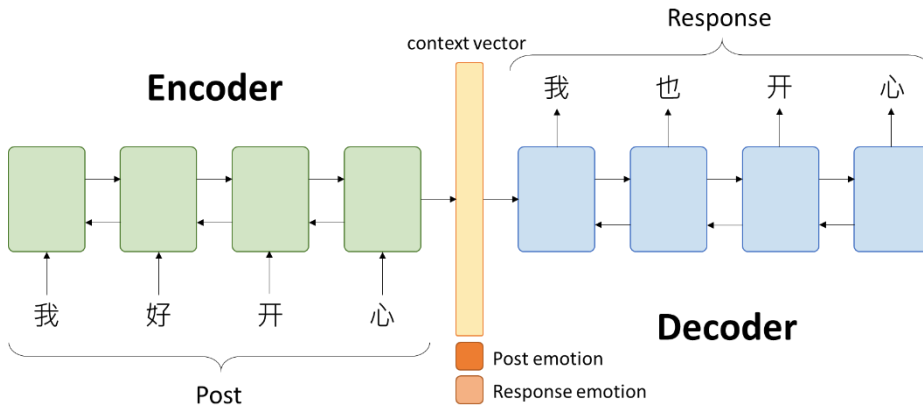 Response
context vector
Encoder
我 也 开 心
我 好 开 心
Decoder
Post emotion
Response emotion
Post